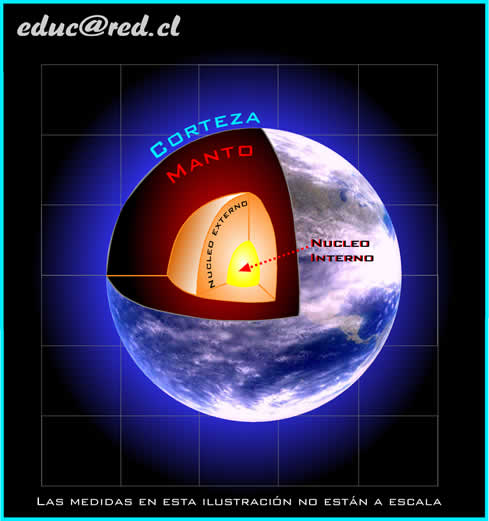 educ@red.cl
CORTEZA
MANTO
NUCLEO EXTERNO
NUCLEO
INTERNO
LAS MEDIDAS EN ESTA ILUSTRACIÓN NO ESTÁN A ESCALA